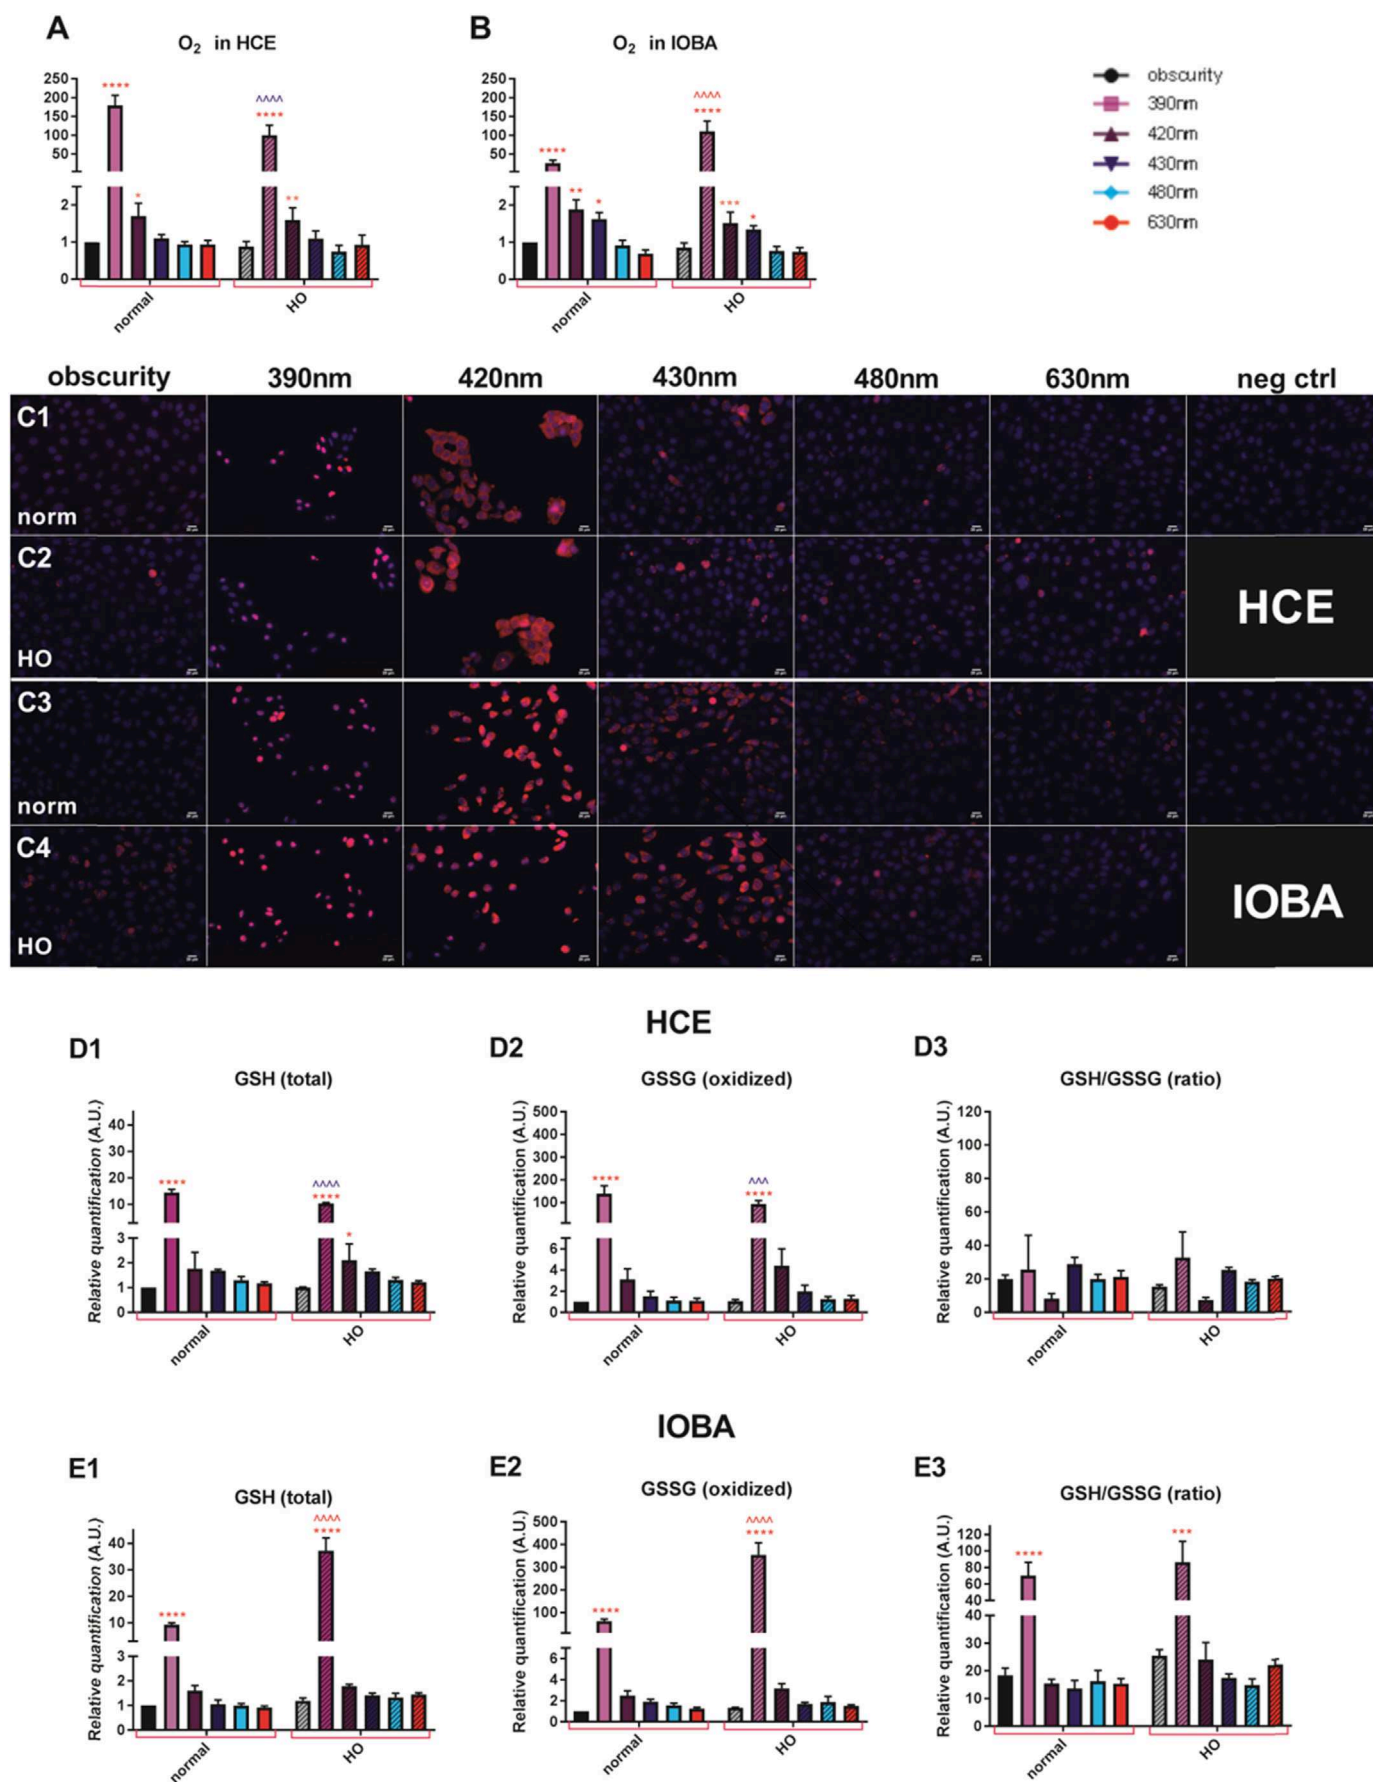 A
O2 in HCE
250
200
150
100
50
2
1
0
****
*
^^^^
****
**
normal
HO
B
O2 in IOBA
250
200
150
100
50
2
1
0
****
**
*
^^^^
****
***
*
normal
HO
obscurity
390nm
420nm
430nm
480nm
630nm
obscurity 390nm 420nm 430nm 480nm 630nm neg ctrl
C1
norm
C2
HO
HCE
C3
norm
C4
HO
IOBA
HCE
D1
GSH (total)
Relative quantification (A.U.)
40
30
20
10
3
2
1
0
****
^^^^
****
*
normal
HO
D2
GSSG (oxidized)
Relative quantification (A.U.)
500
400
300
200
100
6
4
2
0
****
^^^
****
normal
HO
D3
GSH/GSSG (ratio)
Relative quantification (A.U.)
120
100
80
60
40
20
0
normal
HO
IOBA
E1
GSH (total)
Relative quantification (A.U.)
40
30
20
10
3
2
1
0
****
^^^^
****
normal
HO
E2
GSSG (oxidized)
Relative quantification (A.U.)
500
400
300
200
100
6
4
2
0
****
^^^^
****
normal
HO
E3
GSH/GSSG (ratio)
Relative quantification (A.U.)
120
100
80
60
40
40
30
20
10
0
****
***
normal
HO